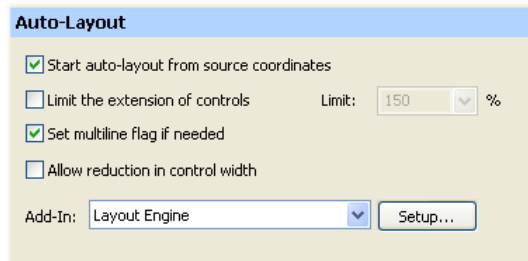 Auto-Layout
Start auto-layout from source coordinates
Limit the extension of controls Limit: 150 %
Set multiline flag if needed
Allow reduction in control width
Add-In: Layout Engine Setup...